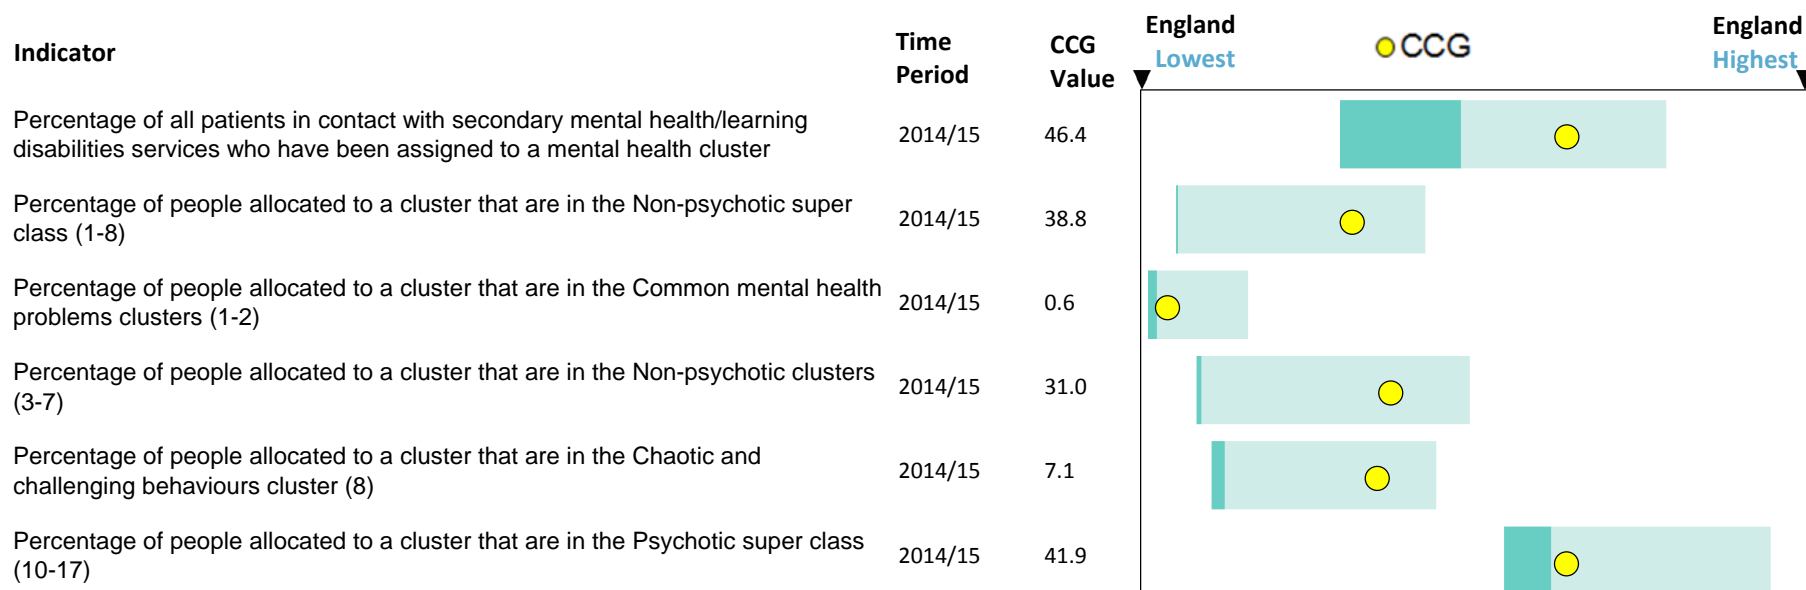 Indicator
Time
Period
CCG
Value
England
Lowest
CCG
England
Highest
Percentage of all patients in contact with secondary mental health/learning
disabilities services who have been assigned to a mental health cluster
2014/15
46.4
Percentage of people allocated to a cluster that are in the Non-psychotic super
class (1-8)
2014/15
38.8
Percentage of people allocated to a cluster that are in the Common mental health
problems clusters (1-2)
2014/15
0.6
Percentage of people allocated to a cluster that are in the Non-psychotic clusters
(3-7)
2014/15
31.0
Percentage of people allocated to a cluster that are in the Chaotic and
challenging behaviours cluster (8)
2014/15
7.1
Percentage of people allocated to a cluster that are in the Psychotic super class
(10-17)
2014/15
41.9